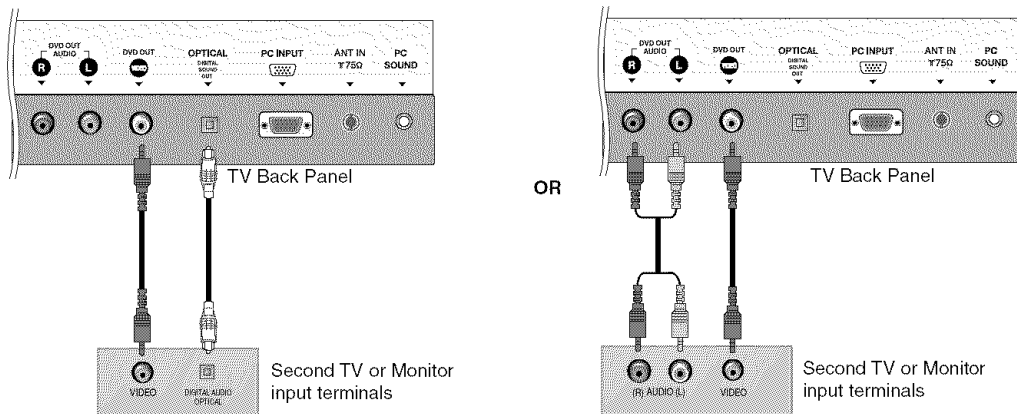 DVD OUT
AUDIO
R
L
DVD OUT
VIDEO
OPTICAL
DIGITAL
SOUND
OUT
PC INPUT
ANT IN
75Ω
PC
SOUND
TV Back Panel
VIDEO
DIGITAL AUDIO
OPTICAL
Second TV or Monitor
input terminals
OR
DVD OUT
AUDIO
R
L
DVD OUT
OPTICAL
DIGITAL
SOUND
OUT
PC INPUT
ANT IN
75Ω
PC
SOUND
TV Back Panel
(R) AUDIO (L)
VIDEO
Second TV or Monitor
input terminals